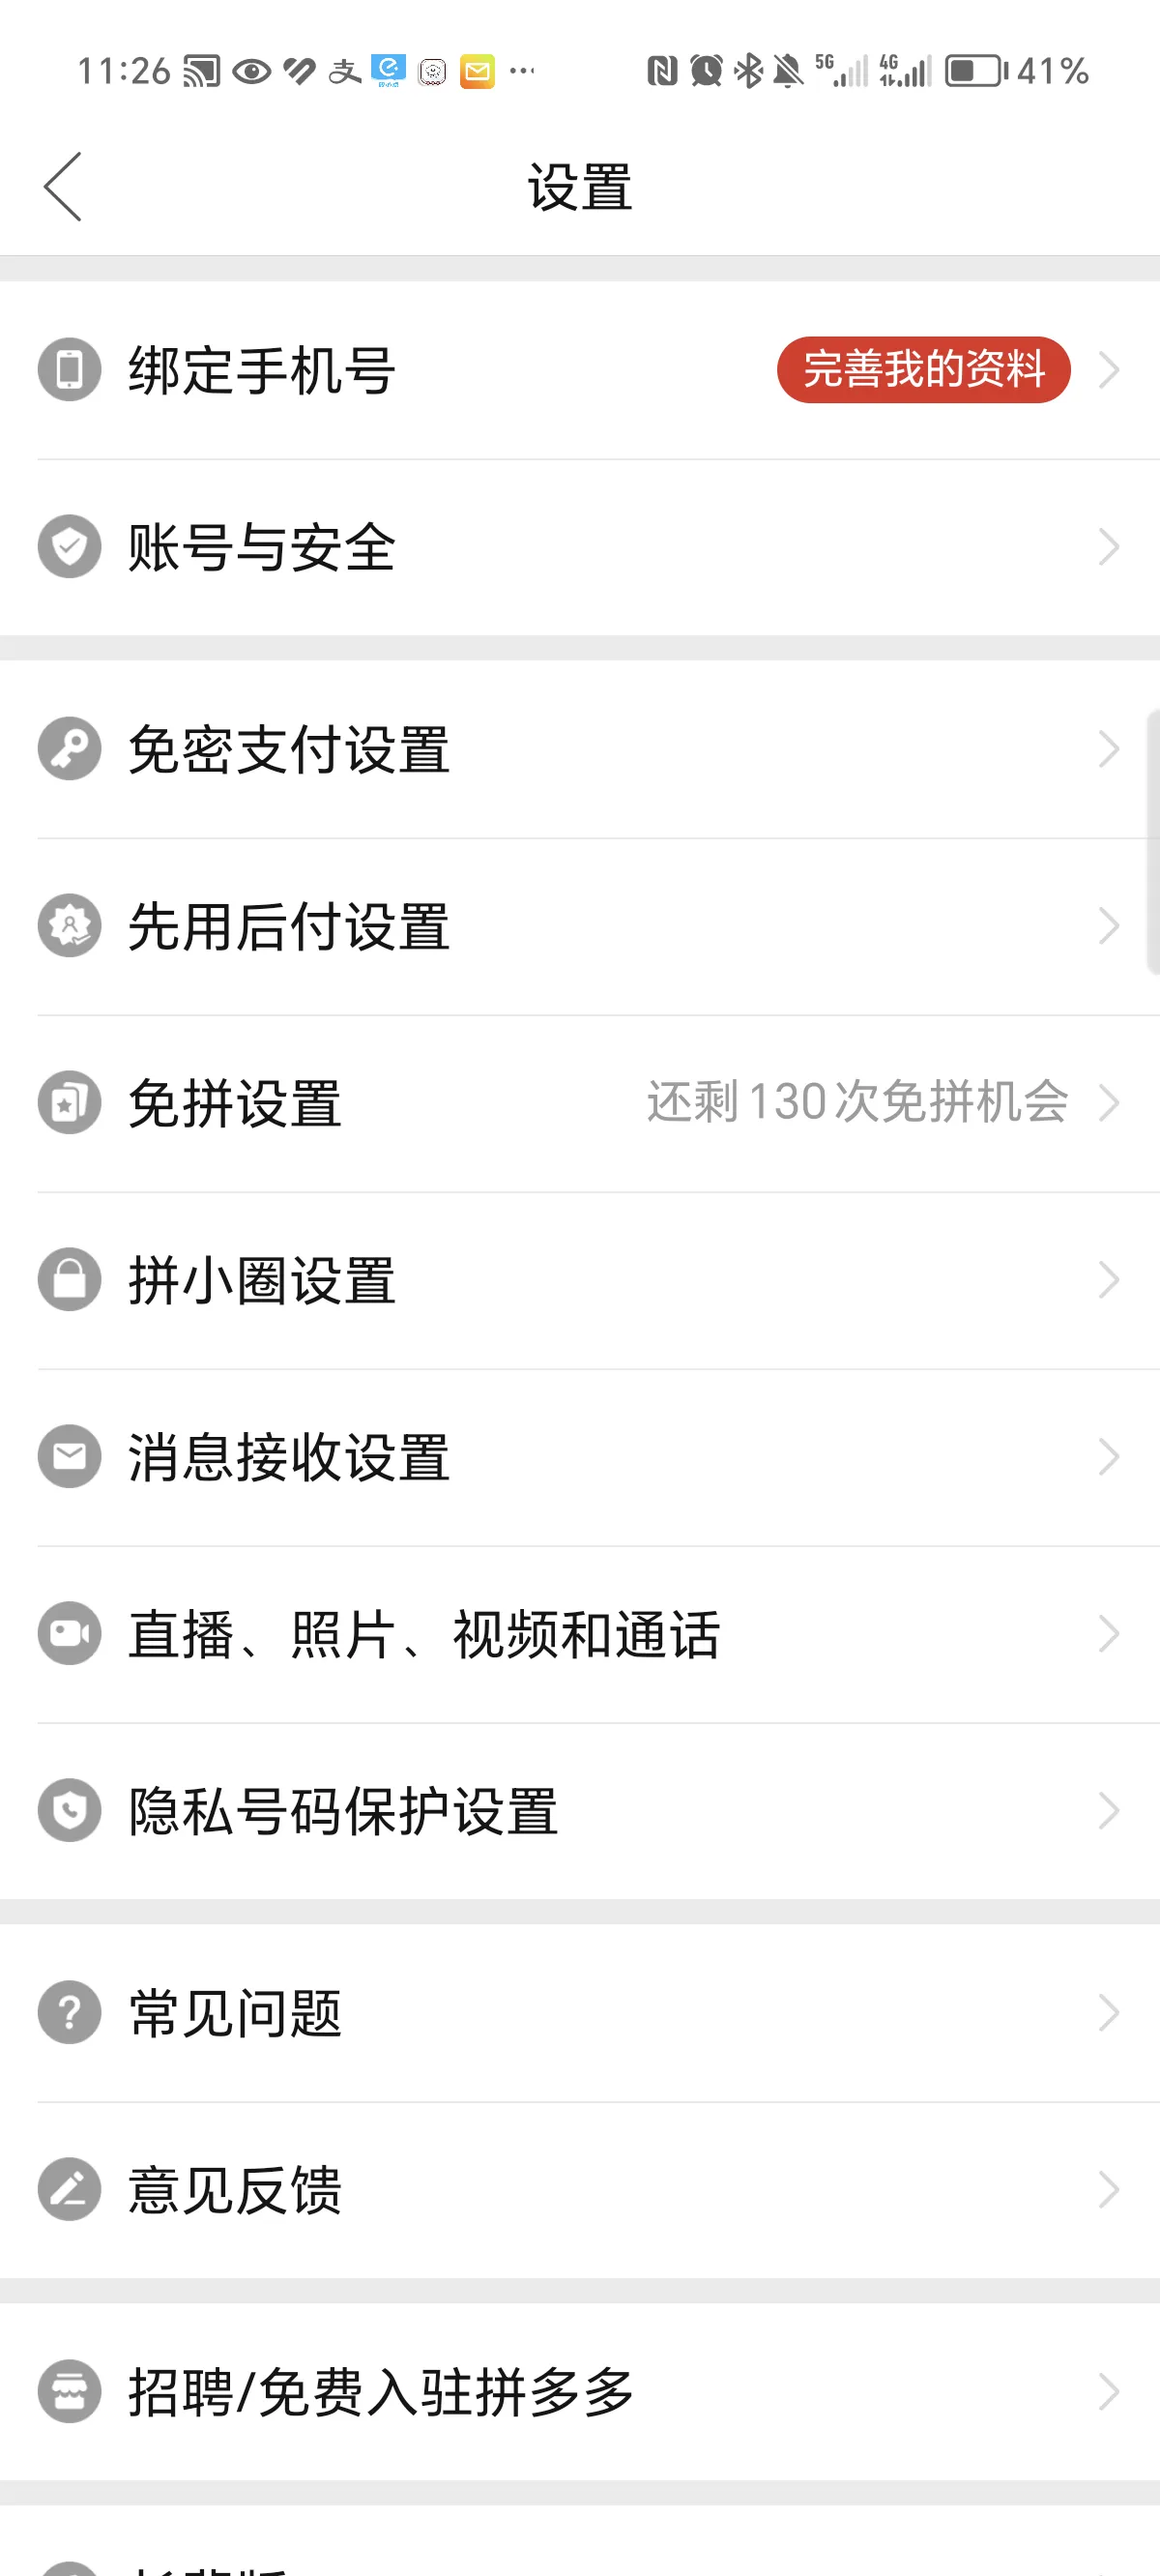 11:26 支 5G 4G 41%
设置
绑定手机号 完善我的资料
账号与安全
免密支付设置
先用后付设置
免拼设置 还剩130次免拼机会
拼小圈设置
消息接收设置
直播、照片、视频和通话
隐私号码保护设置
常见问题
意见反馈
招聘/免费入驻拼多多